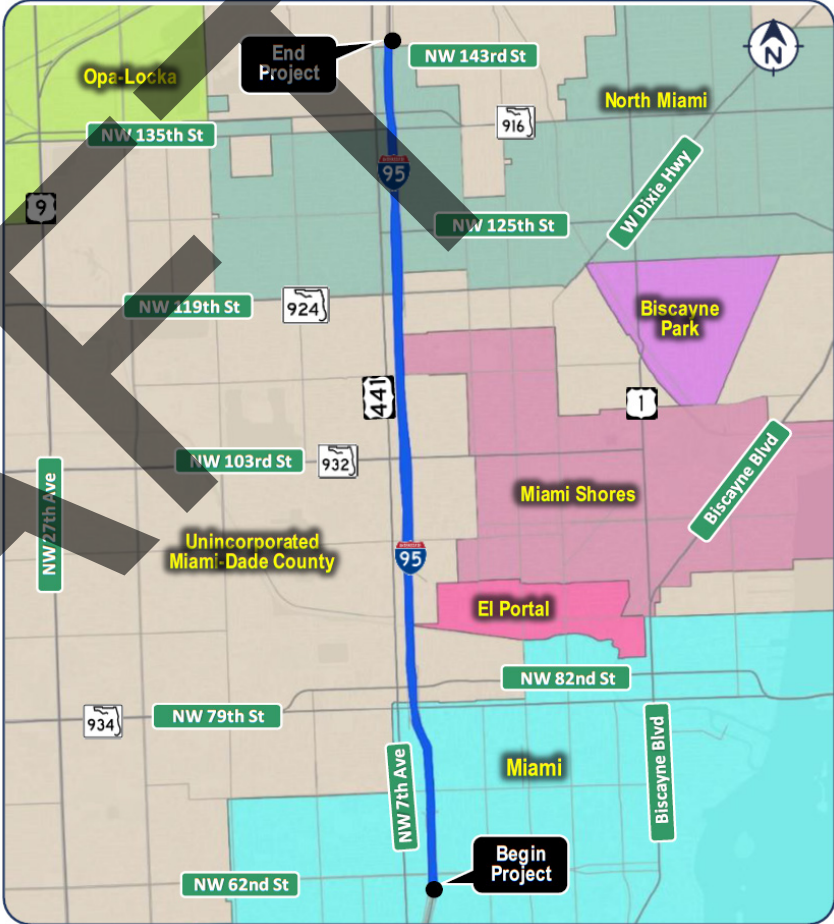 End
Project
NW 143rd St
N
Opa-Locka
North Miami
916
NW 135th St
95
W Dixie Hwy
9
NW 125th St
NW 119th St
924
Biscayne
Park
441
1
NW 103rd St
932
Miami Shores
Biscayne Blvd
NW 27th Ave
Unincorporated
Miami-Dade County
95
El Portal
NW 82nd St
934
NW 79th St
NW 7th Ave
Miami
Biscayne Blvd
Begin
Project
NW 62nd St